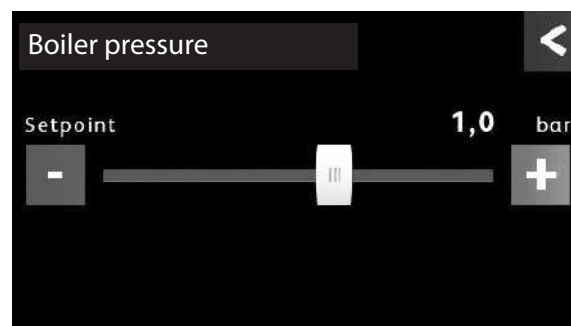 Boiler pressure <
Setpoint 1,0 bar
- +